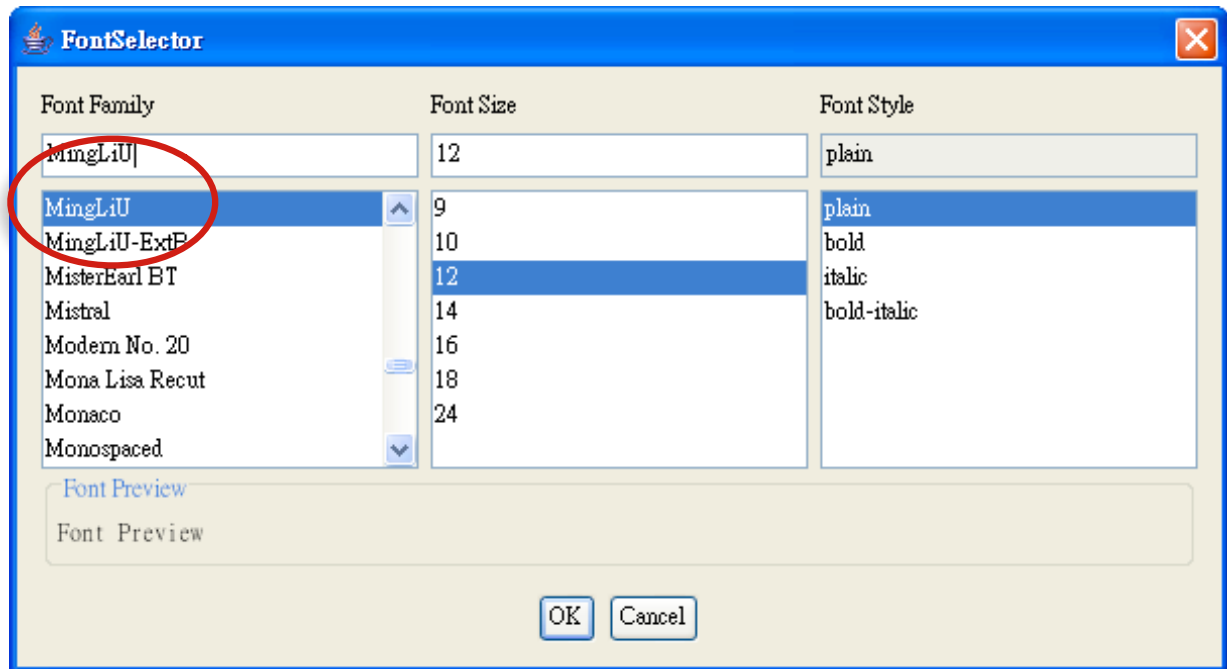 FontSelector
Font Family
Font Size
Font Style
MingLiU
12
plain
MingLiU
MingLiU-ExtB
MisterEarl BT
Mistral
Modern No. 20
Mona Lisa Recut
Monaco
Monospaced
9
10
12
14
16
18
24
plain
bold
italic
bold-italic
Font Preview
Font Preview
OK
Cancel